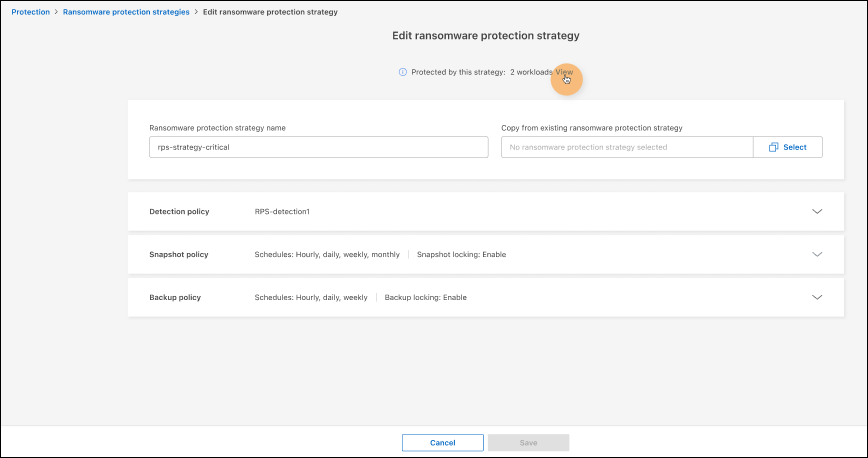 Protection > Ransomware protection strategies > Edit ransomware protection strategy
Edit ransomware protection strategy
Protected by this strategy: 2 workloads View
Ransomware protection strategy name
Copy from existing ransomware protection strategy
rps-strategy-critical
No ransomware protection strategy selected
Select
Detection policy RPS-detection1
Snapshot policy Schedules: Hourly, daily, weekly, monthly | Snapshot locking: Enable
Backup policy Schedules: Hourly, daily, weekly | Backup locking: Enable
Cancel Save